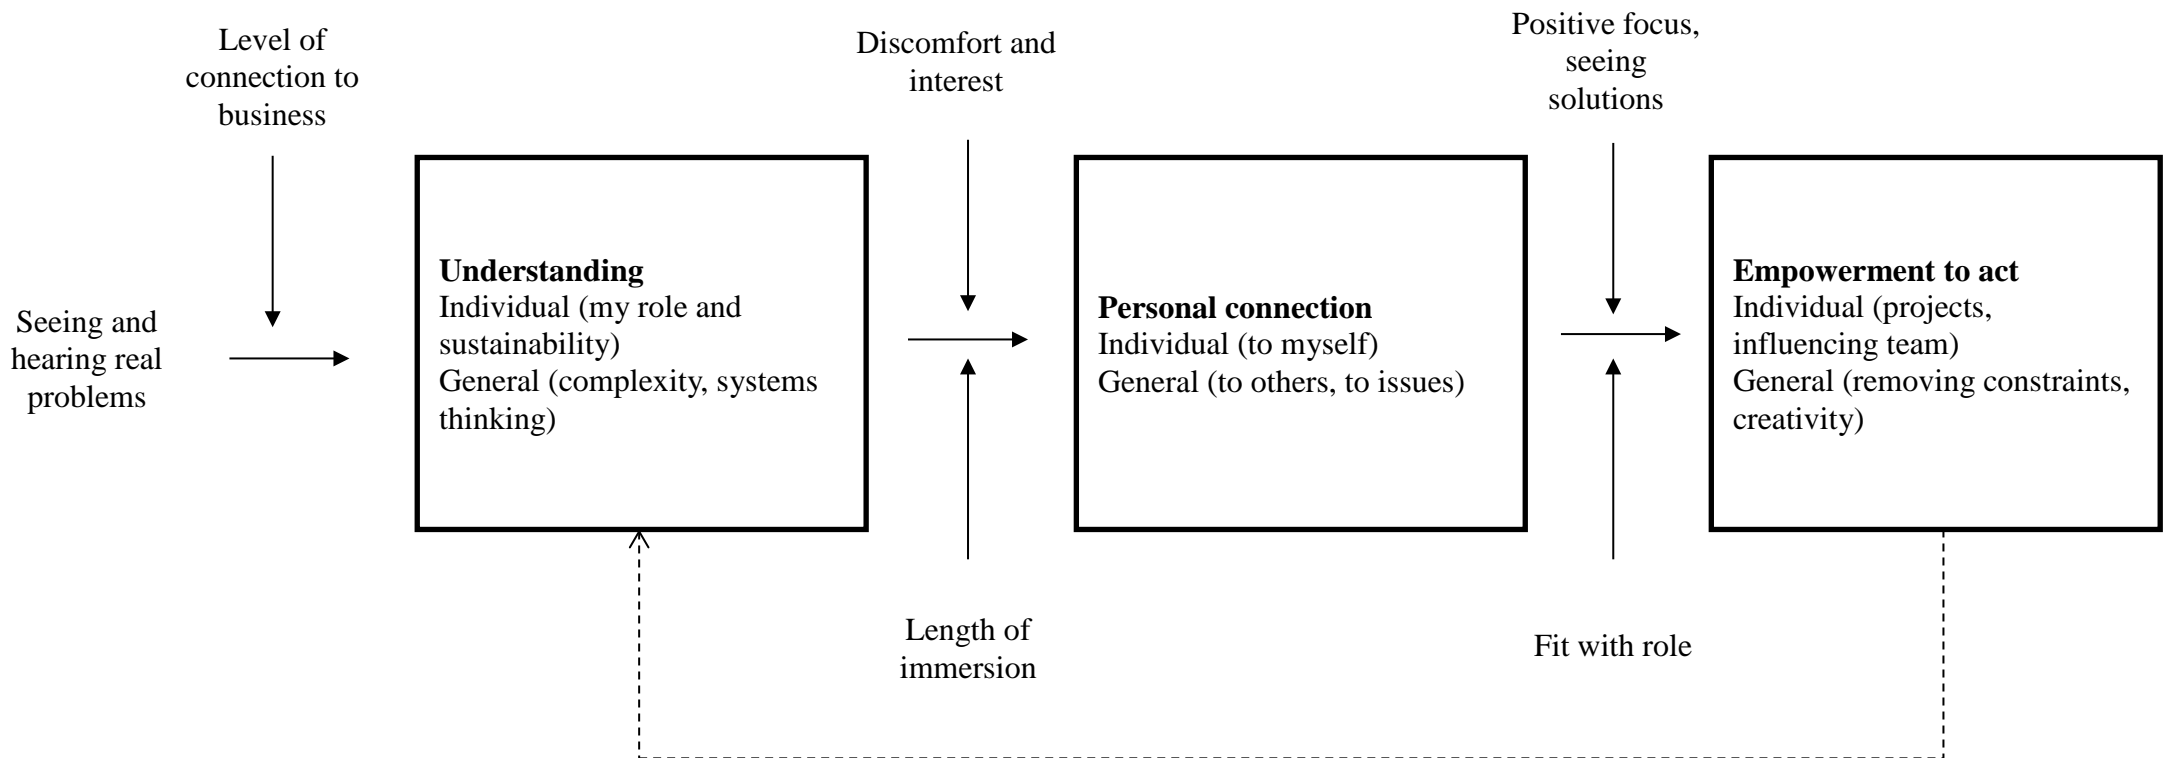 Level of
connection to
business
Discomfort and
interest
Positive focus,
seeing
solutions
Seeing and
hearing real
problems
Understanding
Individual (my role and
sustainability)
General (complexity, systems
thinking)
Personal connection
Individual (to myself)
General (to others, to issues)
Empowerment to act
Individual (projects,
influencing team)
General (removing constraints,
creativity)
Length of
immersion
Fit with role